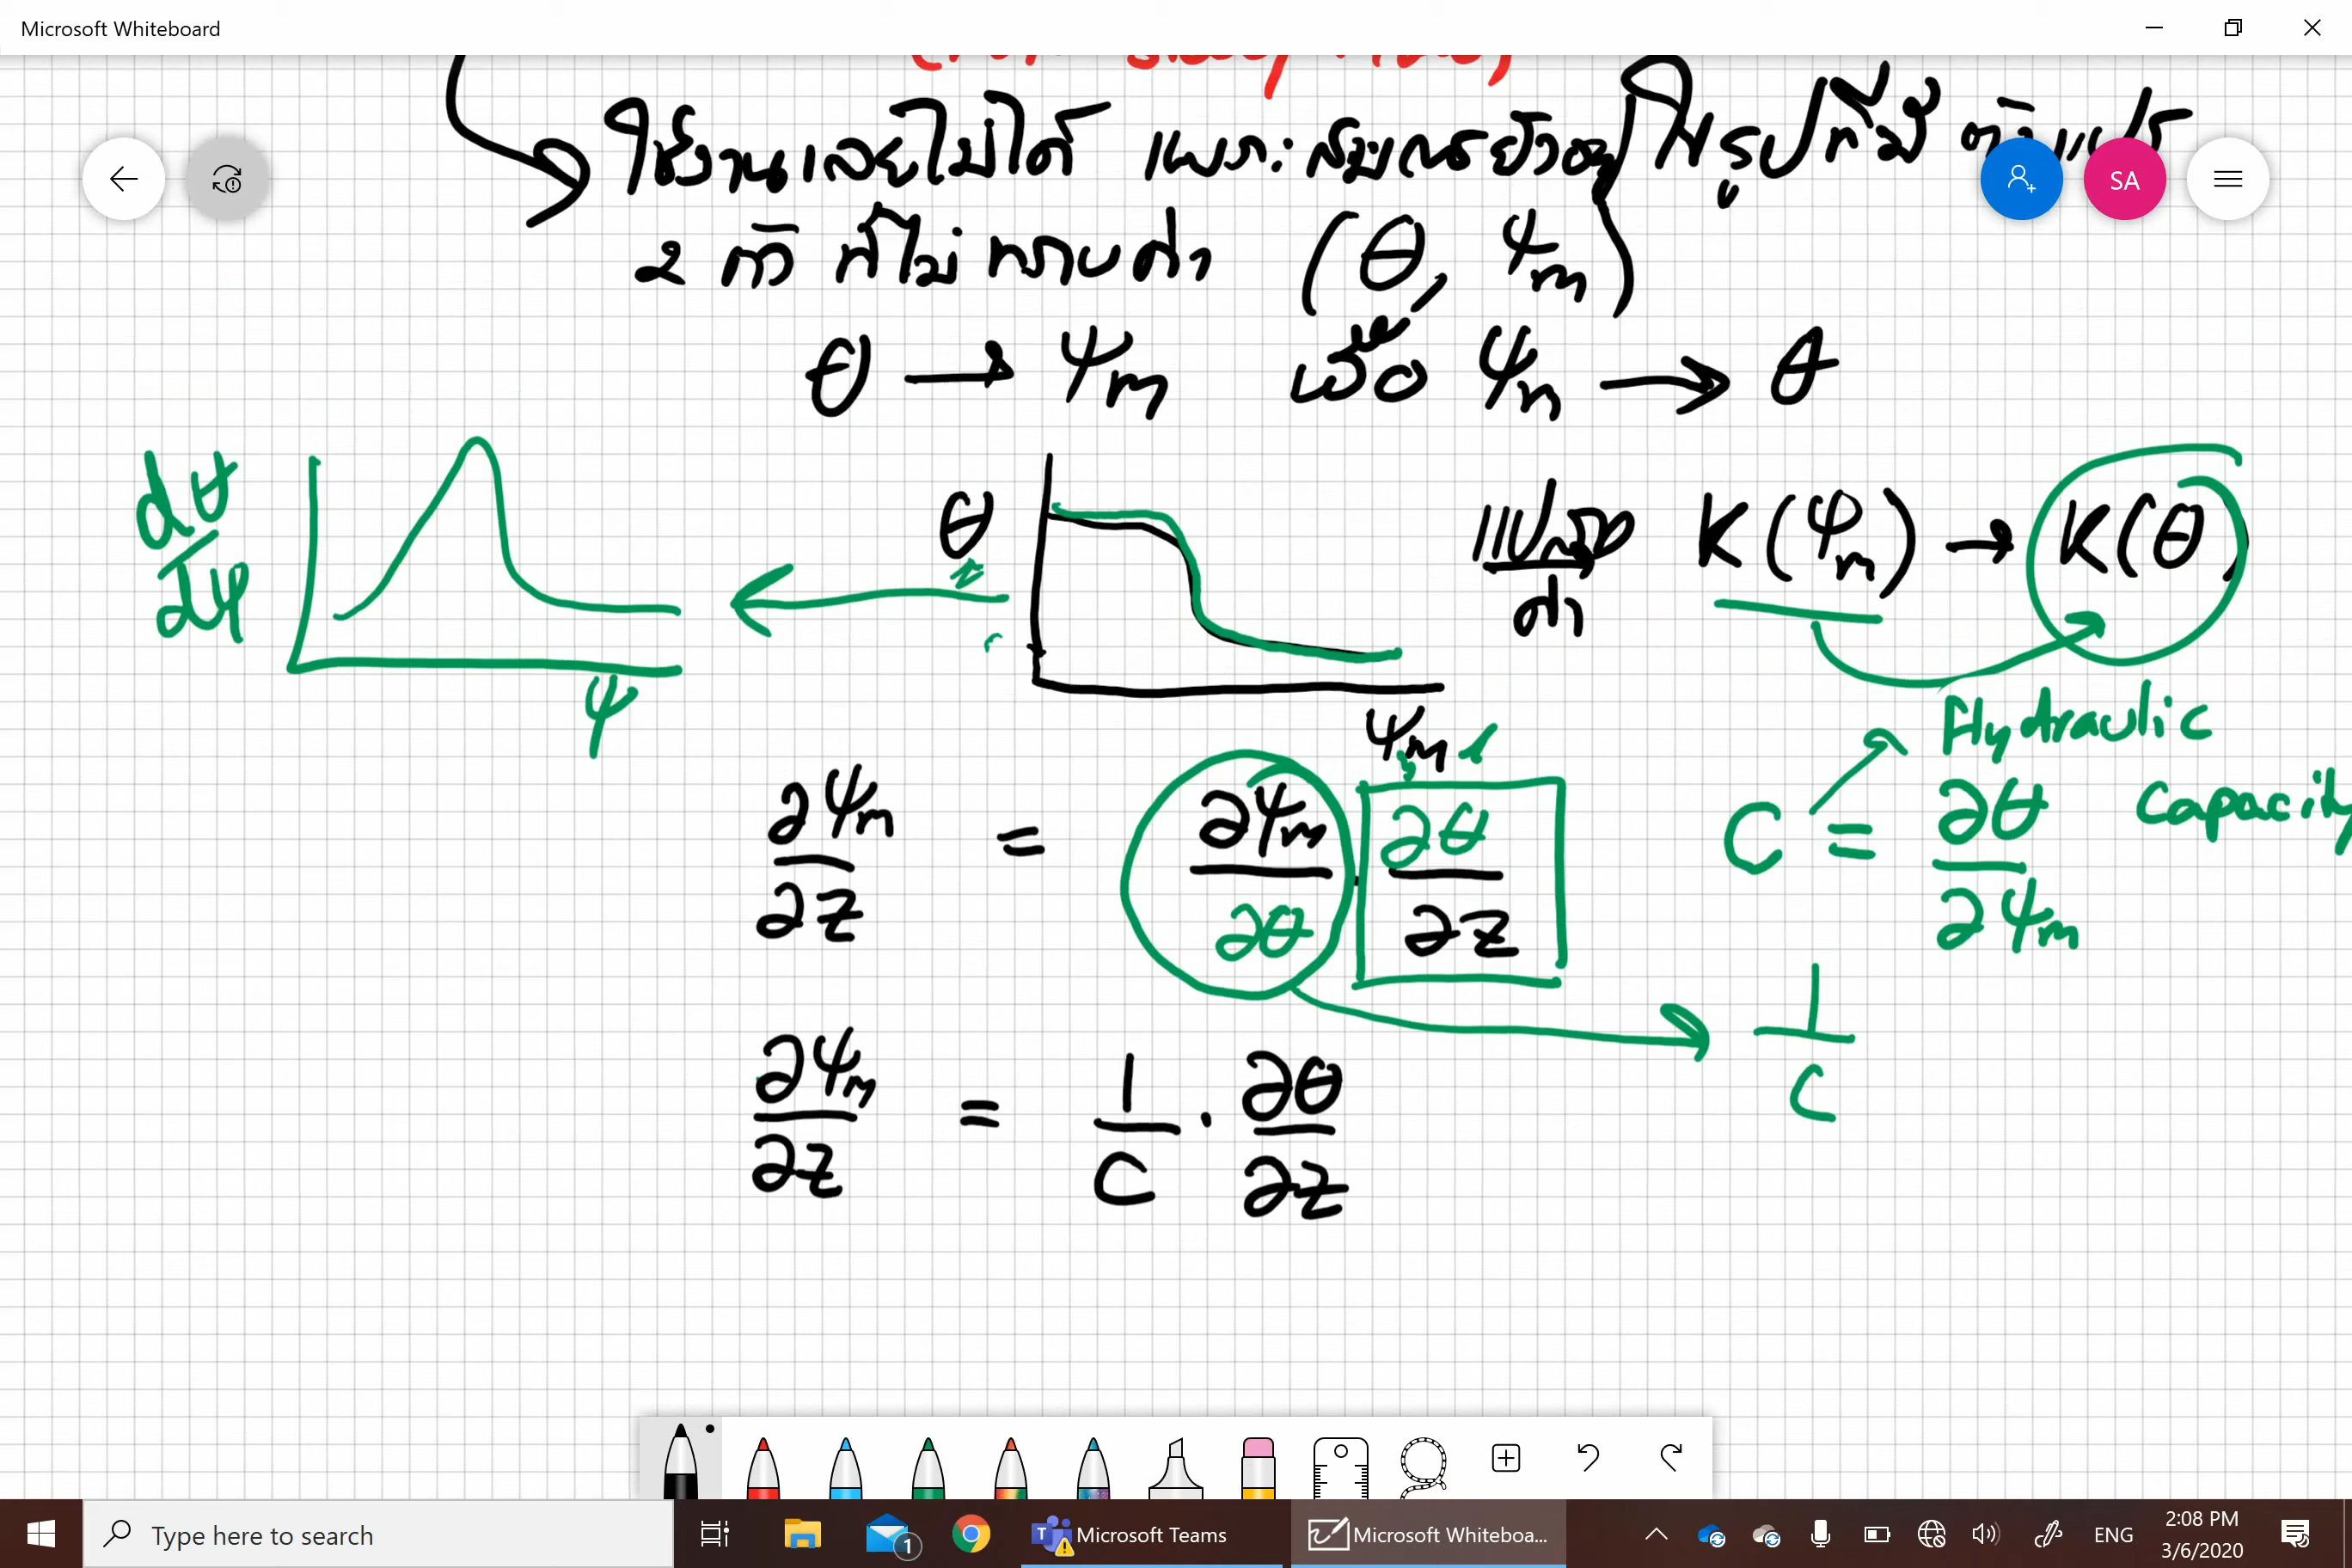 Microsoft Whiteboard
ใช้งานเลยไม่ได้ เพราะสมการยังอยู่ในรูปที่มี ตัวแปร
SA
2 ตัว ที่ไม่ทราบค่า (θ, Ψm)
θ → Ψm หรือ Ψm → θ
dθ/dψ
ψ
θ
Ψm
แปลง K(Ψm) → K(θ)
ค่า
Hydraulic
Capacity
∂Ψm/∂z = ∂Ψm/∂θ · ∂θ/∂z
C = ∂θ/∂Ψm
1/C
∂Ψm/∂z = 1/C · ∂θ/∂z
Type here to search
1
Microsoft Teams
Microsoft Whiteboa...
ENG
2:08 PM
3/6/2020